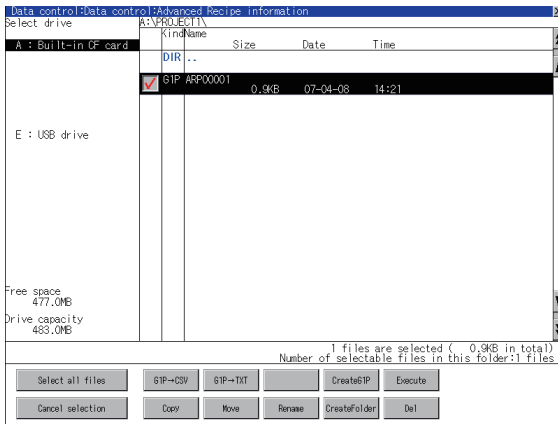 Data control:Data control:Advanced Recipe information
Select drive
A:\PROJECT1\
Kind Name
Size Date Time
A : Built-in CF card
DIR ..
G1P ARP00001
0.9KB 07-04-08 14:21
E : USB drive
Free space
477.0MB
Drive capacity
483.0MB
1 files are selected ( 0.9KB in total)
Number of selectable files in this folder:1 files
Select all files G1P→CSV G1P→TXT CreateG1P Execute
Cancel selection Copy Move Rename CreateFolder Del